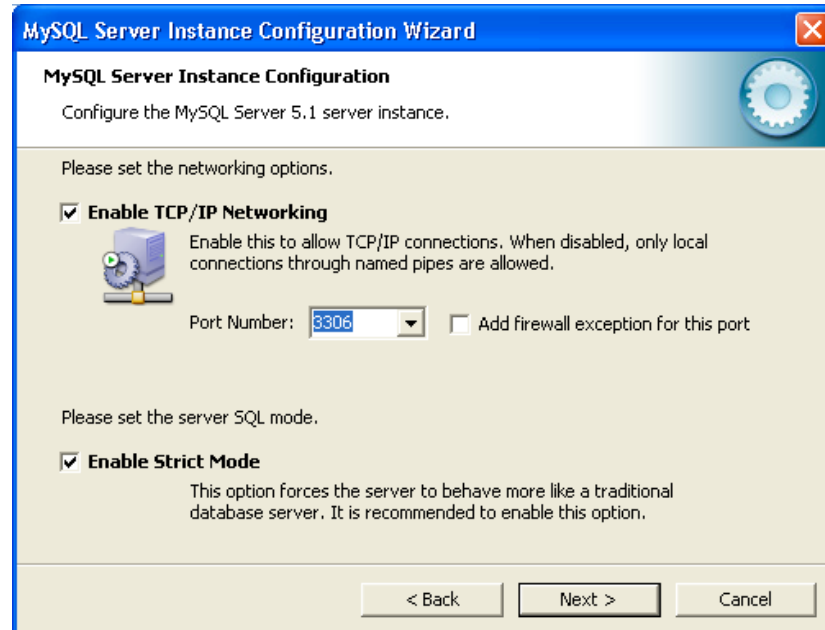 MySQL Server Instance Configuration Wizard
MySQL Server Instance Configuration
Configure the MySQL Server 5.1 server instance.
Please set the networking options.
Enable TCP/IP Networking
Enable this to allow TCP/IP connections. When disabled, only local
connections through named pipes are allowed.
Port Number: 3306 Add firewall exception for this port
Please set the server SQL mode.
Enable Strict Mode
This option forces the server to behave more like a traditional
database server. It is recommended to enable this option.
< Back Next > Cancel